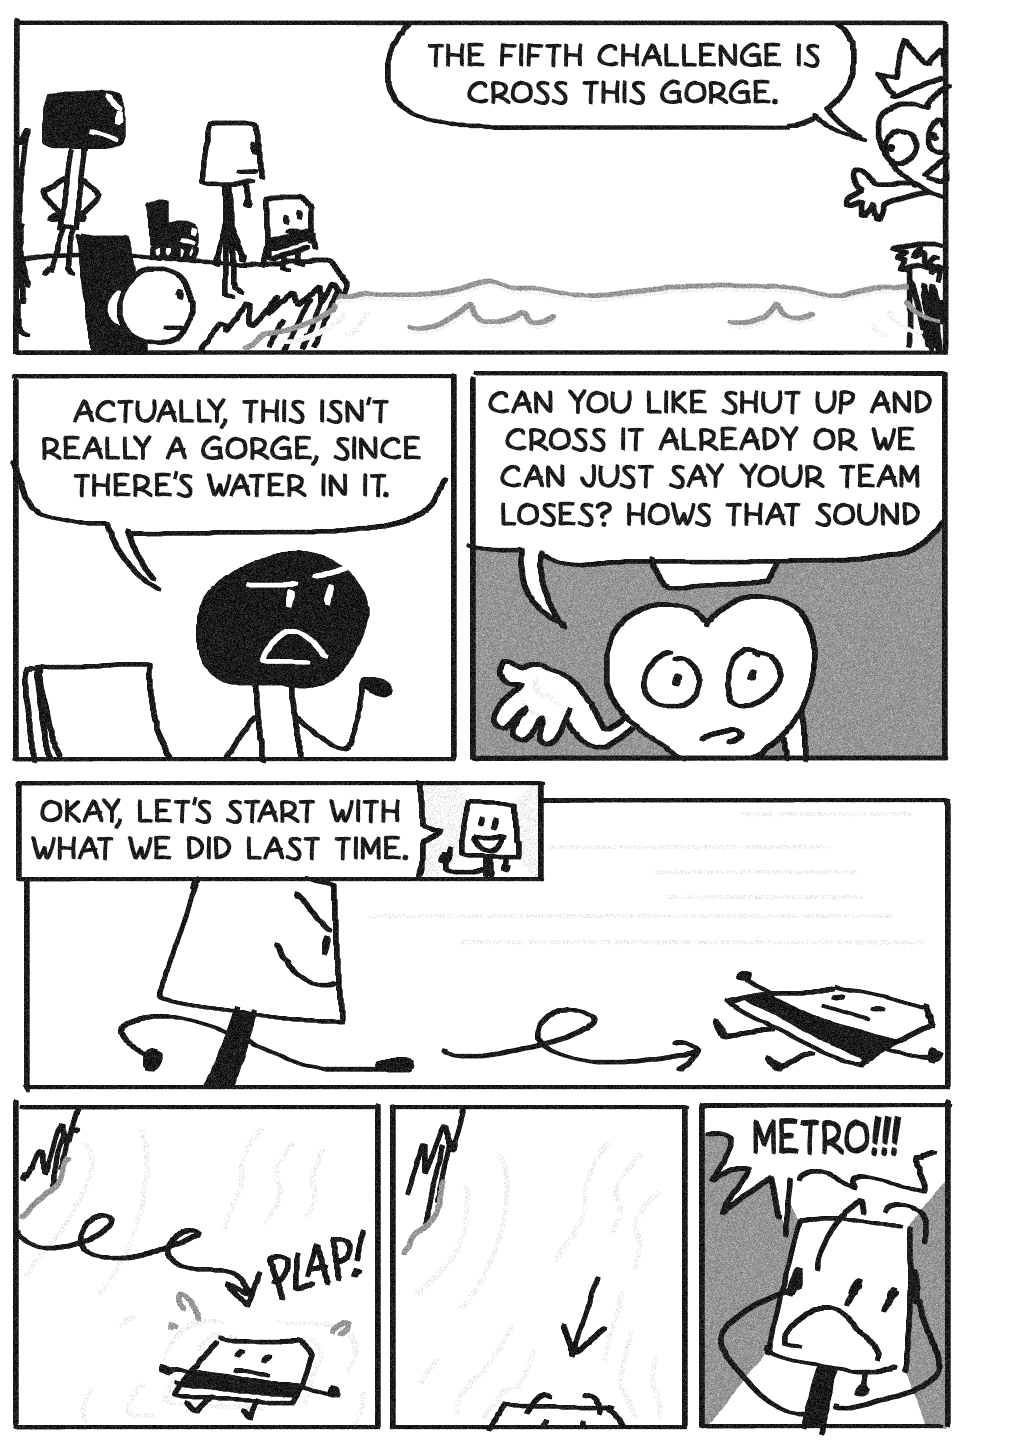 THE FIFTH CHALLENGE IS
CROSS THIS GORGE.
ACTUALLY, THIS ISN'T
REALLY A GORGE, SINCE
THERE'S WATER IN IT.
CAN YOU LIKE SHUT UP AND
CROSS IT ALREADY OR WE
CAN JUST SAY YOUR TEAM
LOSES? HOWS THAT SOUND
OKAY, LET'S START WITH
WHAT WE DID LAST TIME.
PLAP!
METRO!!!